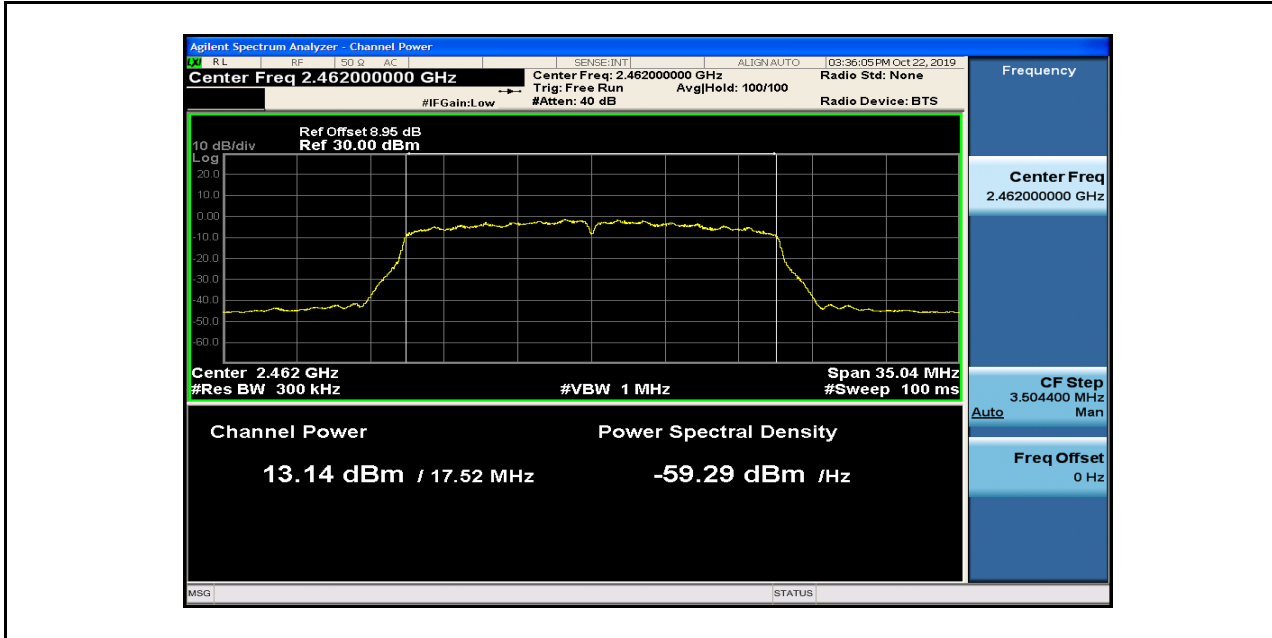 Agilent Spectrum Analyzer - Channel Power
LXI RL RF 50 Ω AC SENSE:INT ALIGN AUTO 03:36:05 PM Oct 22, 2019
Center Freq 2.462000000 GHz
Center Freq: 2.462000000 GHz
Radio Std: None
Trig: Free Run Avg|Hold: 100/100
#IFGain:Low
#Atten: 40 dB
Radio Device: BTS
Ref Offset 8.95 dB
10 dB/div Ref 30.00 dBm
Log
20.0
10.0
0.00
-10.0
-20.0
-30.0
-40.0
-50.0
-60.0
Center 2.462 GHz Span 35.04 MHz
#Res BW 300 kHz #VBW 1 MHz #Sweep 100 ms
Channel Power Power Spectral Density
13.14 dBm / 17.52 MHz -59.29 dBm /Hz
MSG STATUS
Frequency
Center Freq
2.462000000 GHz
CF Step
3.504400 MHz
Auto Man
Freq Offset
0 Hz